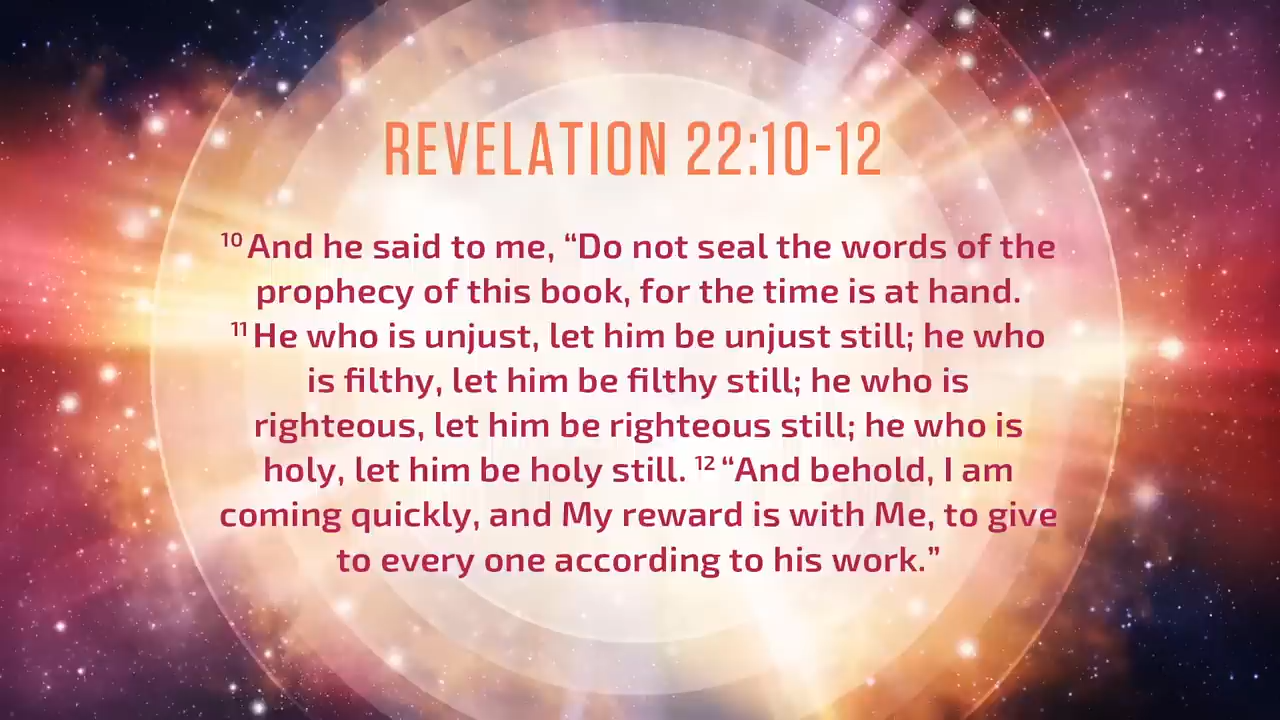 REVELATION 22:10-12
10 And he said to me, “Do not seal the words of the
prophecy of this book, for the time is at hand.
11 He who is unjust, let him be unjust still; he who
is filthy, let him be filthy still; he who is
righteous, let him be righteous still; he who is
holy, let him be holy still. 12 “And behold, I am
coming quickly, and My reward is with Me, to give
to every one according to his work.”